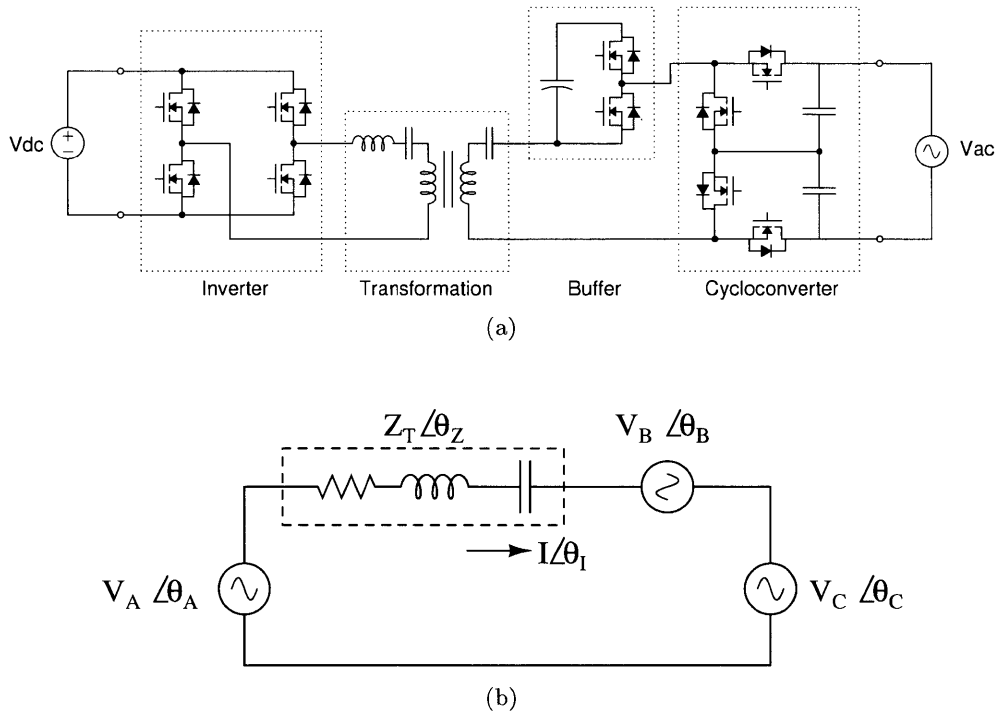 Vdc
+
−
Vac
Inverter
Transformation
Buffer
Cycloconverter
(a)
Z_T ∠θ_Z
V_B ∠θ_B
I∠θ_I
V_A ∠θ_A
V_C ∠θ_C
(b)